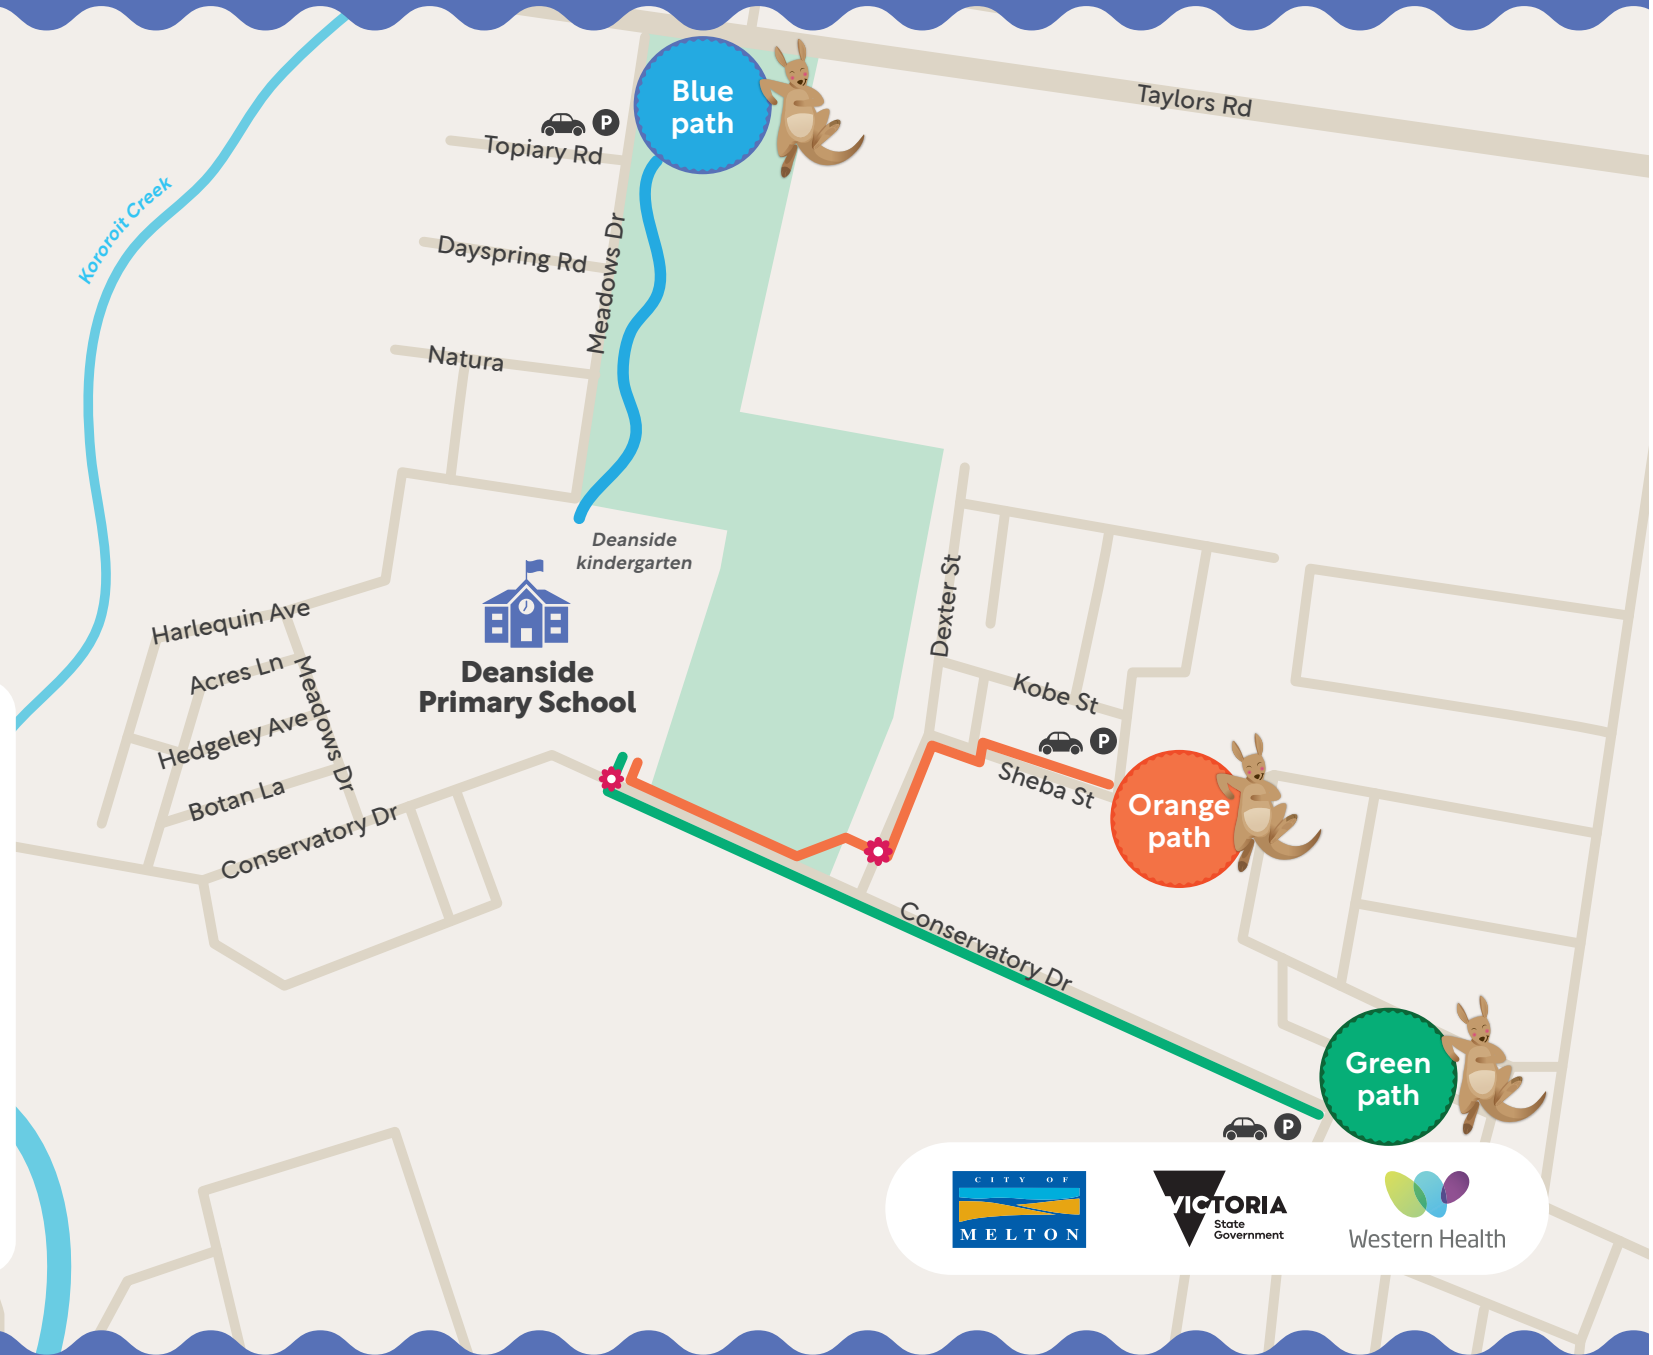 Blue
path
Taylors Rd
P
Topiary Rd
Kororoit Creek
Meadows Dr
Dayspring Rd
Natura
Deanside
kindergarten
Dexter St
Harlequin Ave
Acres Ln
Meadows Dr
Deanside
Primary School
Kobe St
Hedgeley Ave
P
Sheba St
Botan La
Orange
path
Conservatory Dr
Conservatory Dr
Green
path
P
CITY OF
MELTON
VICTORIA
State
Government
Western Health